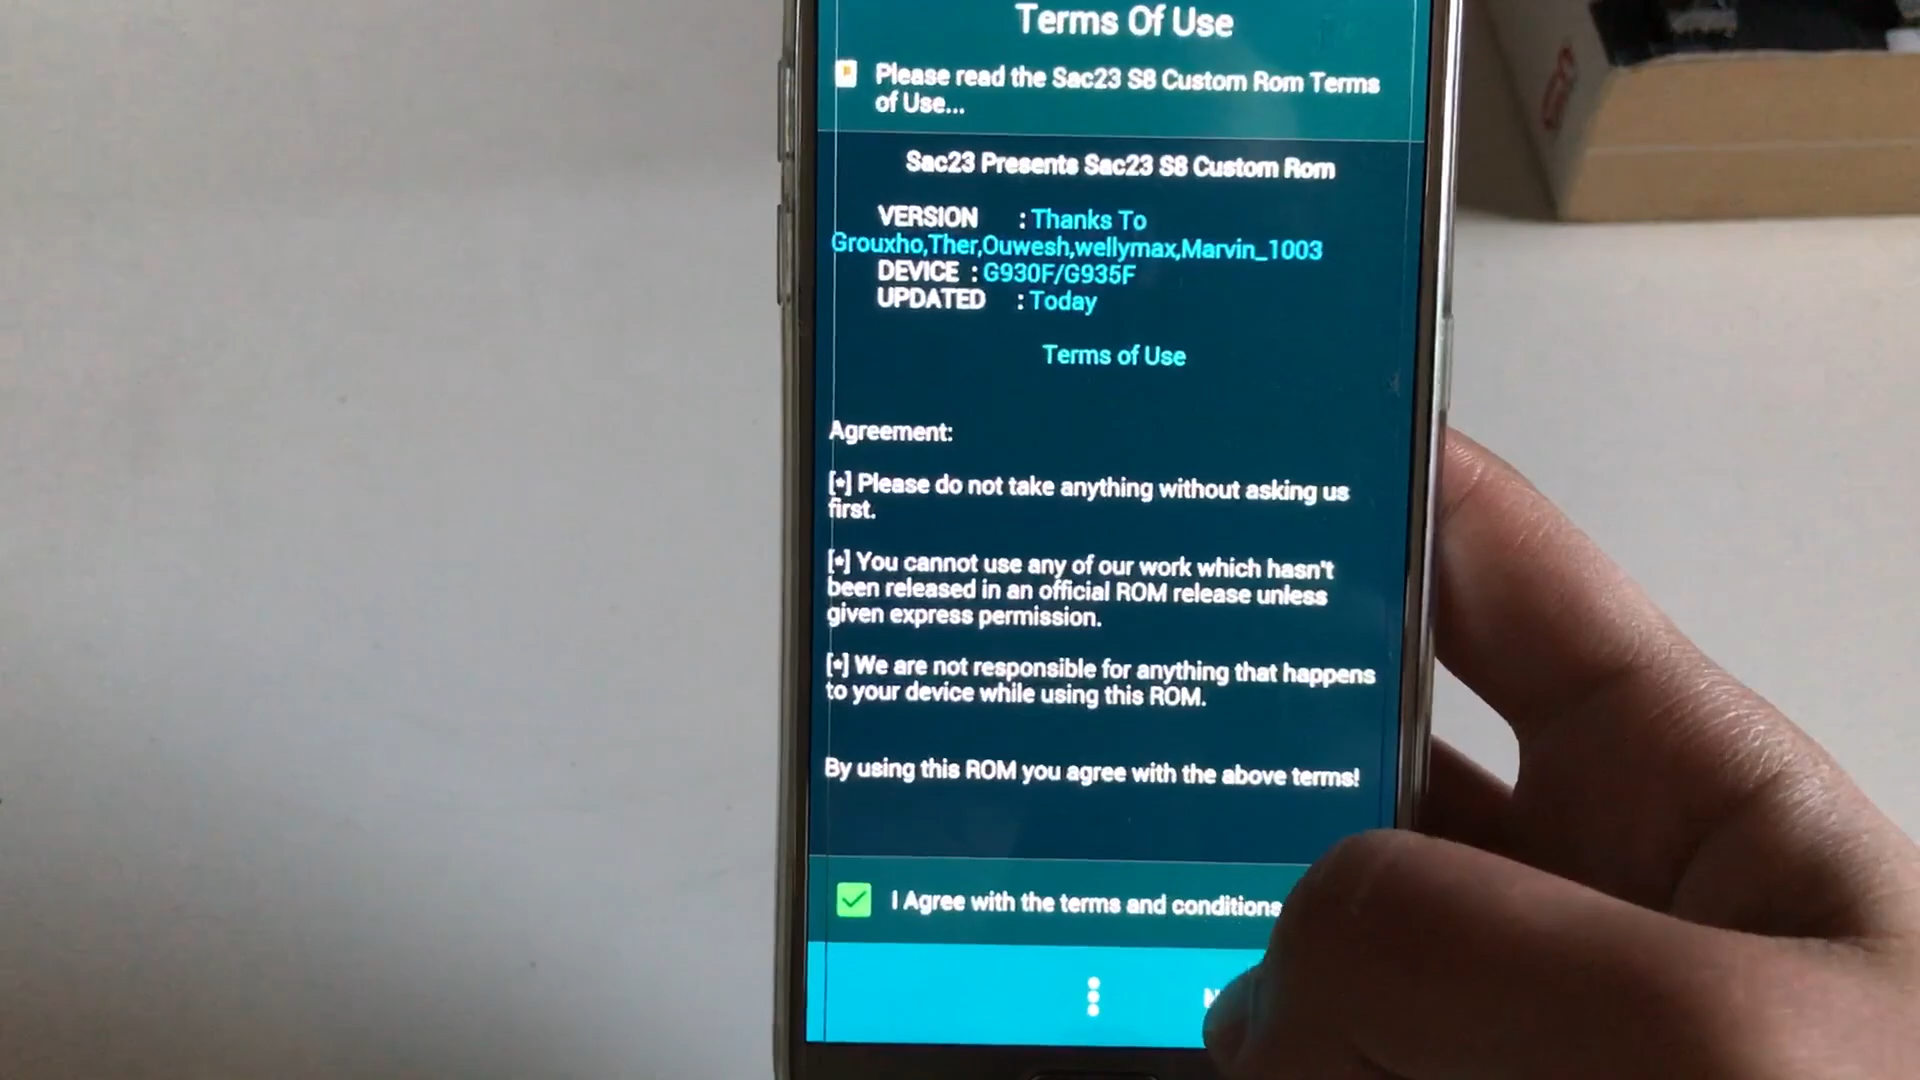 Terms Of Use
Please read the Sac23 S8 Custom Rom Terms
of Use...
Sac23 Presents Sac23 S8 Custom Rom
VERSION : Thanks To
Grouxho,Ther,Ouwesh,wellymax,Marvin_1003
DEVICE : G930F/G935F
UPDATED : Today
Terms of Use
Agreement:
[*] Please do not take anything without asking us
first.
[*] You cannot use any of our work which hasn't
been released in an official ROM release unless
given express permission.
[*] We are not responsible for anything that happens
to your device while using this ROM.
By using this ROM you agree with the above terms!
I Agree with the terms and conditions